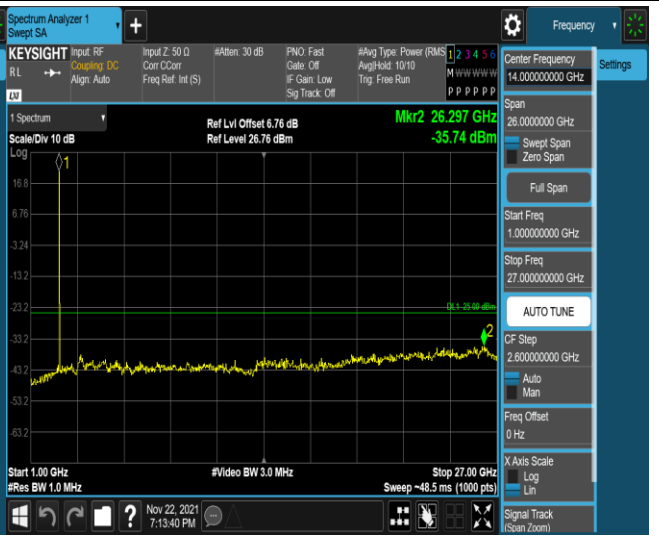 Spectrum Analyzer 1
Swept SA
+
Frequency
KEYSIGHT
Input: RF
Input Z: 50 Ω
#Atten: 30 dB
PNO: Fast
#Avg Type: Power (RMS
1 2 3 4 5 6
RL
Coupling: DC
Corr CCorr
Gate: Off
Avg|Hold: 10/10
M W W W W W
Align: Auto
Freq Ref: Int (S)
IF Gain: Low
Trig: Free Run
Sig Track: Off
P P P P P P
LXI
1 Spectrum
Ref Lvl Offset 6.76 dB
Mkr2 26.297 GHz
Scale/Div 10 dB
Ref Level 26.76 dBm
-35.74 dBm
Log
1
16.8
6.76
-3.24
-13.2
-23.2
DL1 -25.00 dBm
2
-33.2
-43.2
-53.2
-63.2
Start 1.00 GHz
#Video BW 3.0 MHz
Stop 27.00 GHz
#Res BW 1.0 MHz
Sweep ~48.5 ms (1000 pts)
Center Frequency
14.000000000 GHz
Settings
Span
26.0000000 GHz
Swept Span
Zero Span
Full Span
Start Freq
1.000000000 GHz
Stop Freq
27.000000000 GHz
AUTO TUNE
CF Step
2.600000000 GHz
Auto
Man
Freq Offset
0 Hz
X Axis Scale
Log
Lin
Signal Track
(Span Zoom)
?
Nov 22, 2021
7:13:40 PM